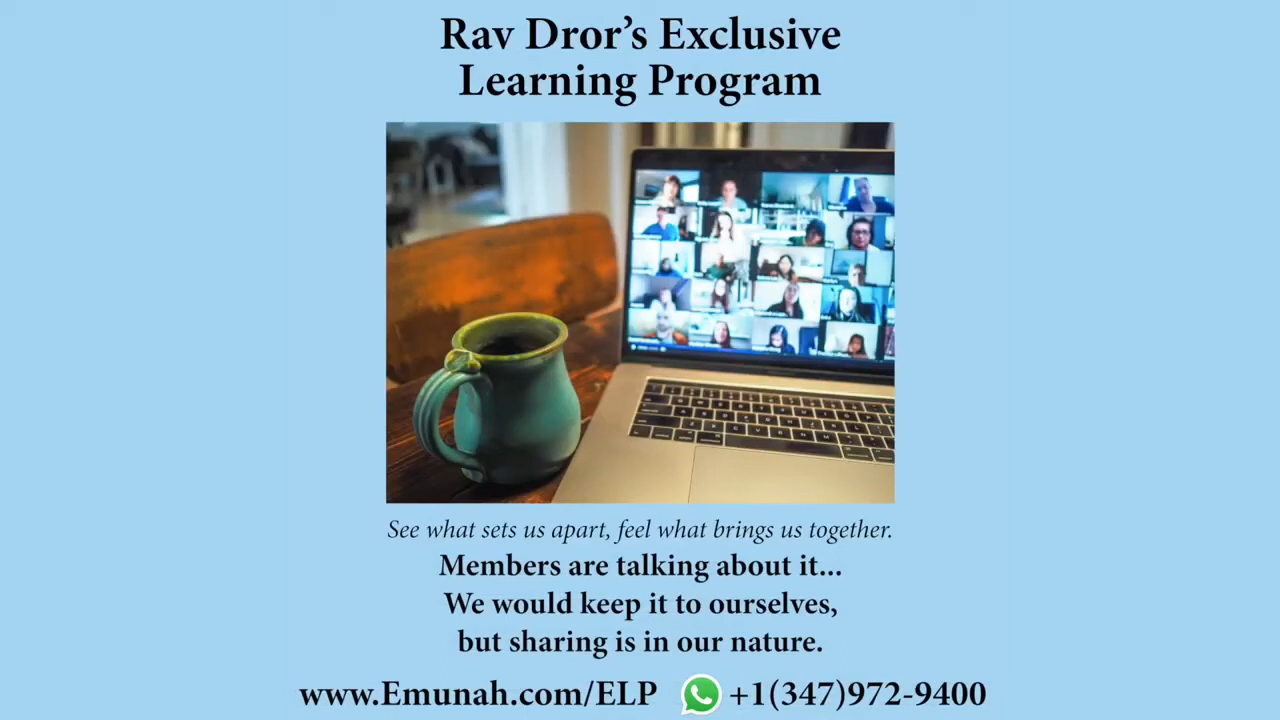 Rav Dror’s Exclusive
Learning Program
See what sets us apart, feel what brings us together.
Members are talking about it...
We would keep it to ourselves,
but sharing is in our nature.
www.Emunah.com/ELP +1(347)972-9400